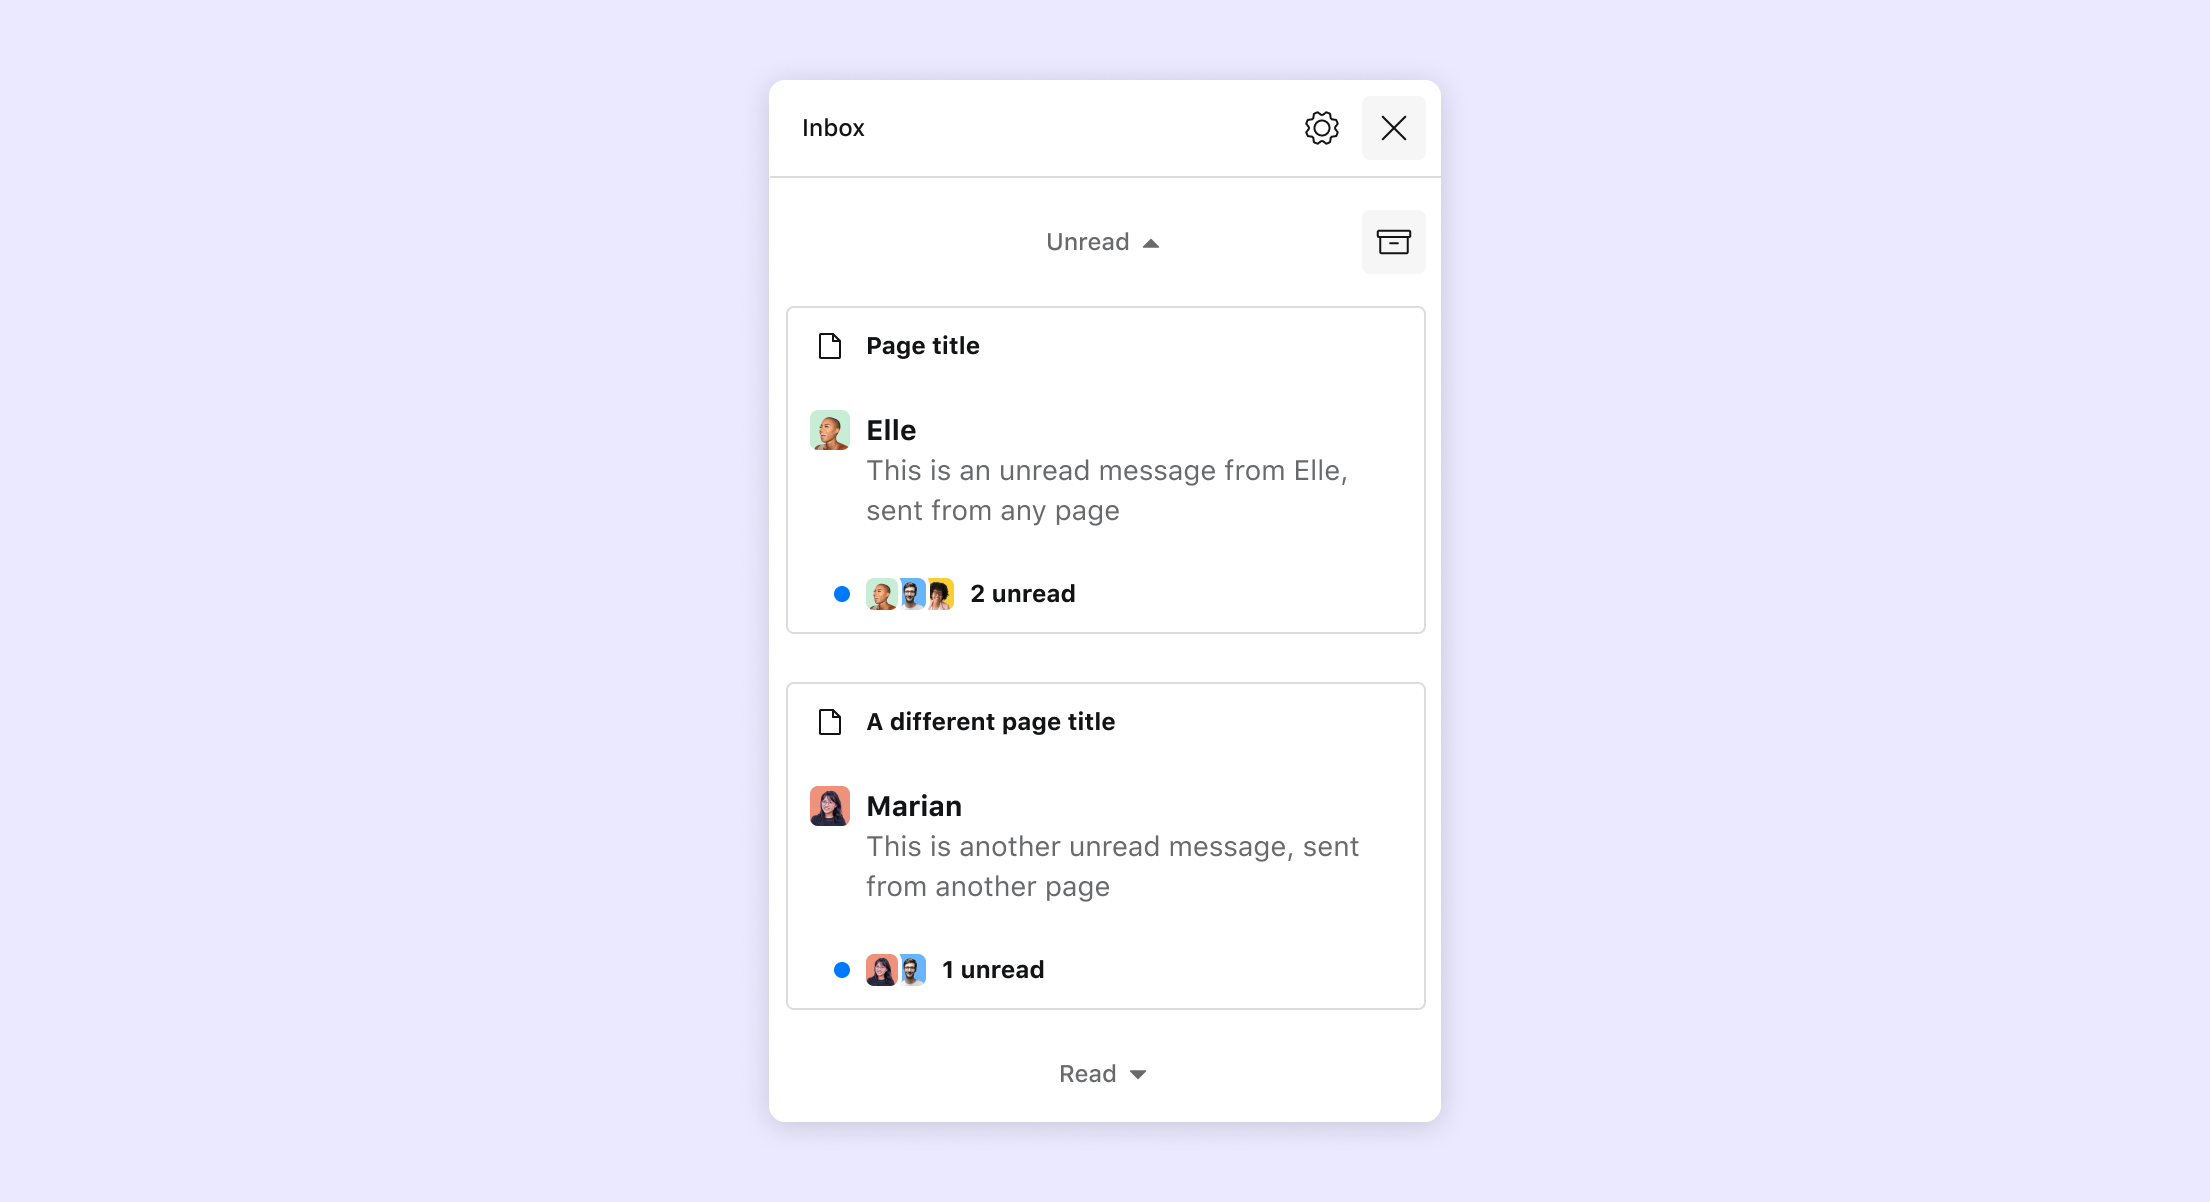 Inbox
Unread
Page title
Elle
This is an unread message from Elle,
sent from any page
2 unread
A different page title
Marian
This is another unread message, sent
from another page
1 unread
Read